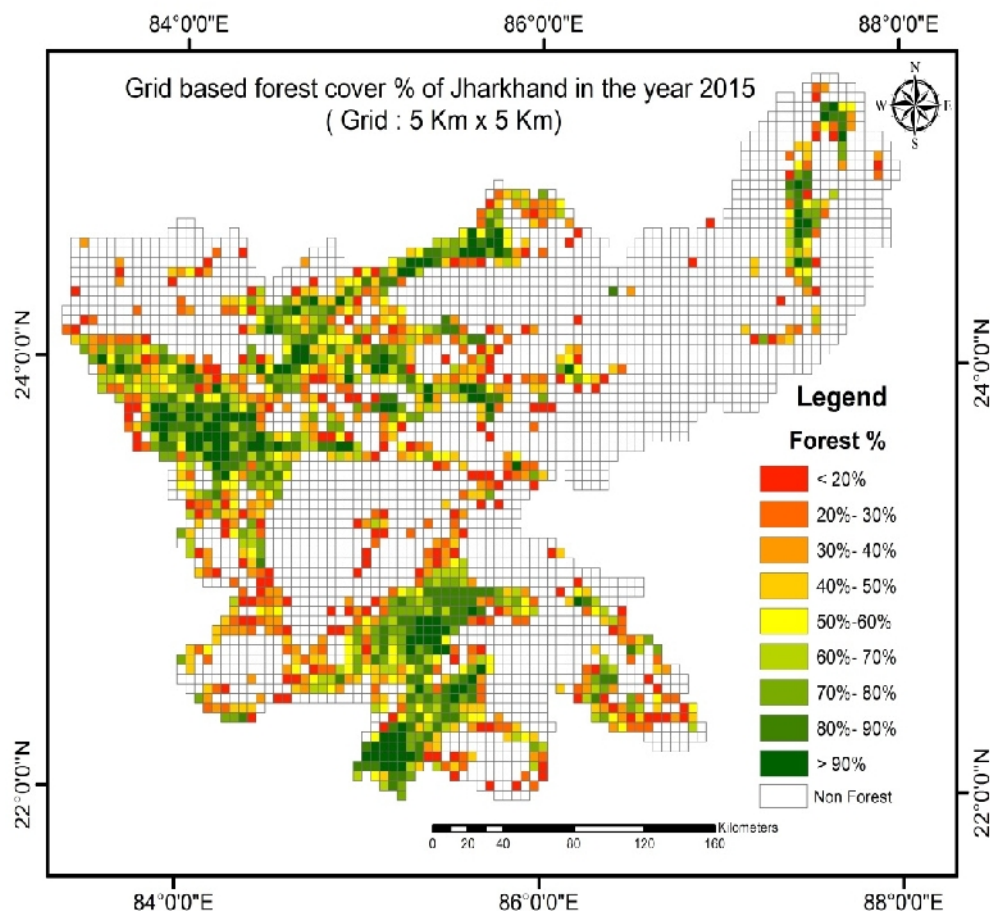 84°0'0"E 86°0'0"E 88°0'0"E
Grid based forest cover % of Jharkhand in the year 2015
( Grid : 5 Km x 5 Km)
N
W E
S
24°0'0"N
24°0'0"N
Legend
Forest %
< 20%
20%- 30%
30%- 40%
40%- 50%
50%-60%
60%- 70%
70%- 80%
80%- 90%
> 90%
Non Forest
22°0'0"N
22°0'0"N
Kilometers
0 20 40 80 120 160
84°0'0"E 86°0'0"E 88°0'0"E